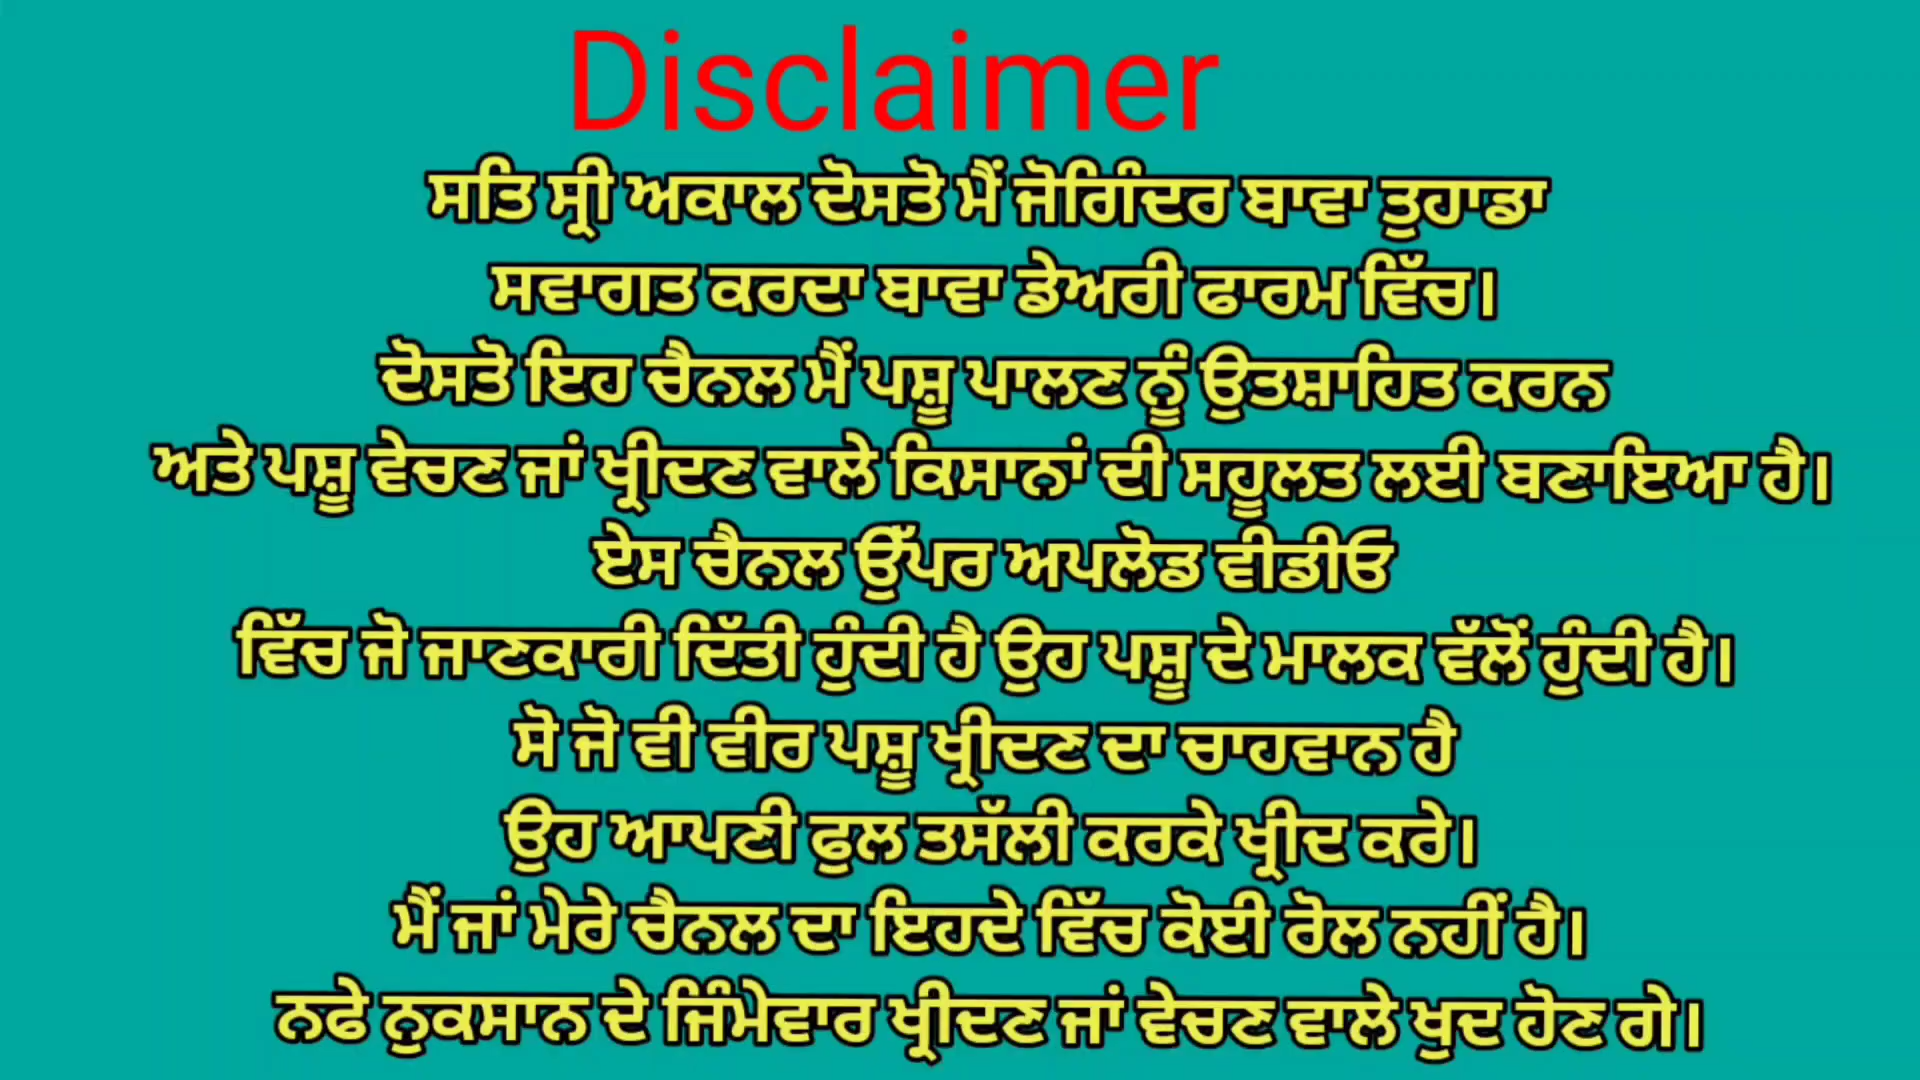 Disclaimer
ਸਤਿ ਸ੍ਰੀ ਅਕਾਲ ਦੋਸਤੋ ਮੈਂ ਜੋਗਿੰਦਰ ਬਾਵਾ ਤੁਹਾਡਾ
ਸਵਾਗਤ ਕਰਦਾ ਬਾਵਾ ਡੇਅਰੀ ਫਾਰਮ ਵਿੱਚ।
ਦੋਸਤੋ ਇਹ ਚੈਨਲ ਮੈਂ ਪਸ਼ੂ ਪਾਲਣ ਨੂੰ ਉਤਸ਼ਾਹਿਤ ਕਰਨ
ਅਤੇ ਪਸ਼ੂ ਵੇਚਣ ਜਾਂ ਖ੍ਰੀਦਣ ਵਾਲੇ ਕਿਸਾਨਾਂ ਦੀ ਸਹੂਲਤ ਲਈ ਬਣਾਇਆ ਹੈ।
ਏਸ ਚੈਨਲ ਉੱਪਰ ਅਪਲੋਡ ਵੀਡੀਓ
ਵਿੱਚ ਜੋ ਜਾਣਕਾਰੀ ਦਿੱਤੀ ਹੁੰਦੀ ਹੈ ਉਹ ਪਸ਼ੂ ਦੇ ਮਾਲਕ ਵੱਲੋਂ ਹੁੰਦੀ ਹੈ।
ਸੋ ਜੋ ਵੀ ਵੀਰ ਪਸ਼ੂ ਖ੍ਰੀਦਣ ਦਾ ਚਾਹਵਾਨ ਹੈ
ਉਹ ਆਪਣੀ ਫੁਲ ਤਸੱਲੀ ਕਰਕੇ ਖ੍ਰੀਦ ਕਰੇ।
ਮੈਂ ਜਾਂ ਮੇਰੇ ਚੈਨਲ ਦਾ ਇਹਦੇ ਵਿੱਚ ਕੋਈ ਰੋਲ ਨਹੀਂ ਹੈ।
ਨਫੇ ਨੁਕਸਾਨ ਦੇ ਜਿੰਮੇਵਾਰ ਖ੍ਰੀਦਣ ਜਾਂ ਵੇਚਣ ਵਾਲੇ ਖੁਦ ਹੋਣ ਗੇ।